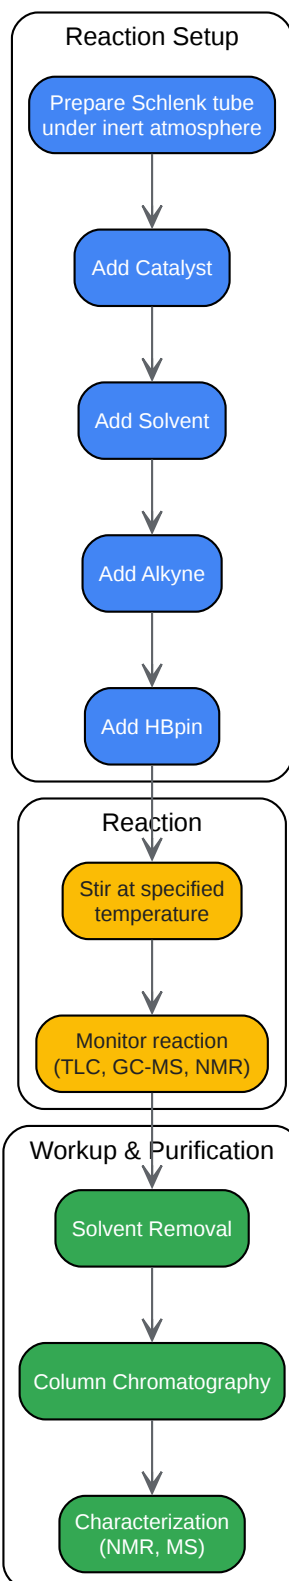 Reaction Setup
Prepare Schlenk tube
under inert atmosphere
Add Catalyst
Add Solvent
Add Alkyne
Add HBpin
Reaction
Stir at specified
temperature
Monitor reaction
(TLC, GC-MS, NMR)
Workup & Purification
Solvent Removal
Column Chromatography
Characterization
(NMR, MS)